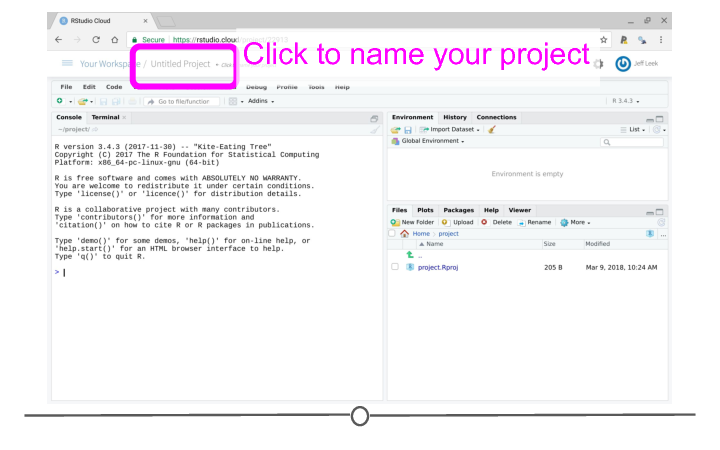 RStudio Cloud
Secure https://rstudio.cloud
Click to name your project
Your Workspace / Untitled Project
Jeff Leek
File Edit Code Debug Profile Tools Help
Go to file/function Addins R 3.4.3
Console Terminal
~/project/
R version 3.4.3 (2017-11-30) -- "Kite-Eating Tree"
Copyright (C) 2017 The R Foundation for Statistical Computing
Platform: x86_64-pc-linux-gnu (64-bit)
R is free software and comes with ABSOLUTELY NO WARRANTY.
You are welcome to redistribute it under certain conditions.
Type 'license()' or 'licence()' for distribution details.
R is a collaborative project with many contributors.
Type 'contributors()' for more information and
'citation()' on how to cite R or R packages in publications.
Type 'demo()' for some demos, 'help()' for on-line help, or
'help.start()' for an HTML browser interface to help.
Type 'q()' to quit R.
>
Environment History Connections
Import Dataset List
Global Environment
Environment is empty
Files Plots Packages Help Viewer
New Folder Upload Delete Rename More
Home project ...
Name Size Modified
..
project.Rproj 205 B Mar 9, 2018, 10:24 AM